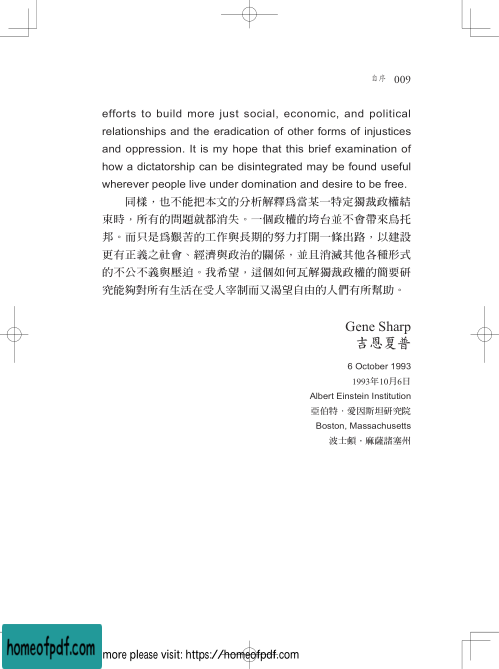 自序 009
efforts to build more just social, economic, and political
relationships and the eradication of other forms of injustices
and oppression. It is my hope that this brief examination of
how a dictatorship can be disintegrated may be found useful
wherever people live under domination and desire to be free.
同樣，也不能把本文的分析解釋爲當某一特定獨裁政權結
束時，所有的問題就都消失。一個政權的垮台並不會帶來烏托
邦。而只是爲艱苦的工作與長期的努力打開一條出路，以建設
更有正義之社會、經濟與政治的關係，並且消滅其他各種形式
的不公不義與壓迫。我希望，這個如何瓦解獨裁政權的簡要研
究能夠對所有生活在受人宰制而又渴望自由的人們有所幫助。
Gene Sharp
吉恩夏普
6 October 1993
1993年10月6日
Albert Einstein Institution
亞伯特．愛因斯坦研究院
Boston, Massachusetts
波士頓，麻薩諸塞州
homeofpdf.com
more please visit: https://homeofpdf.com